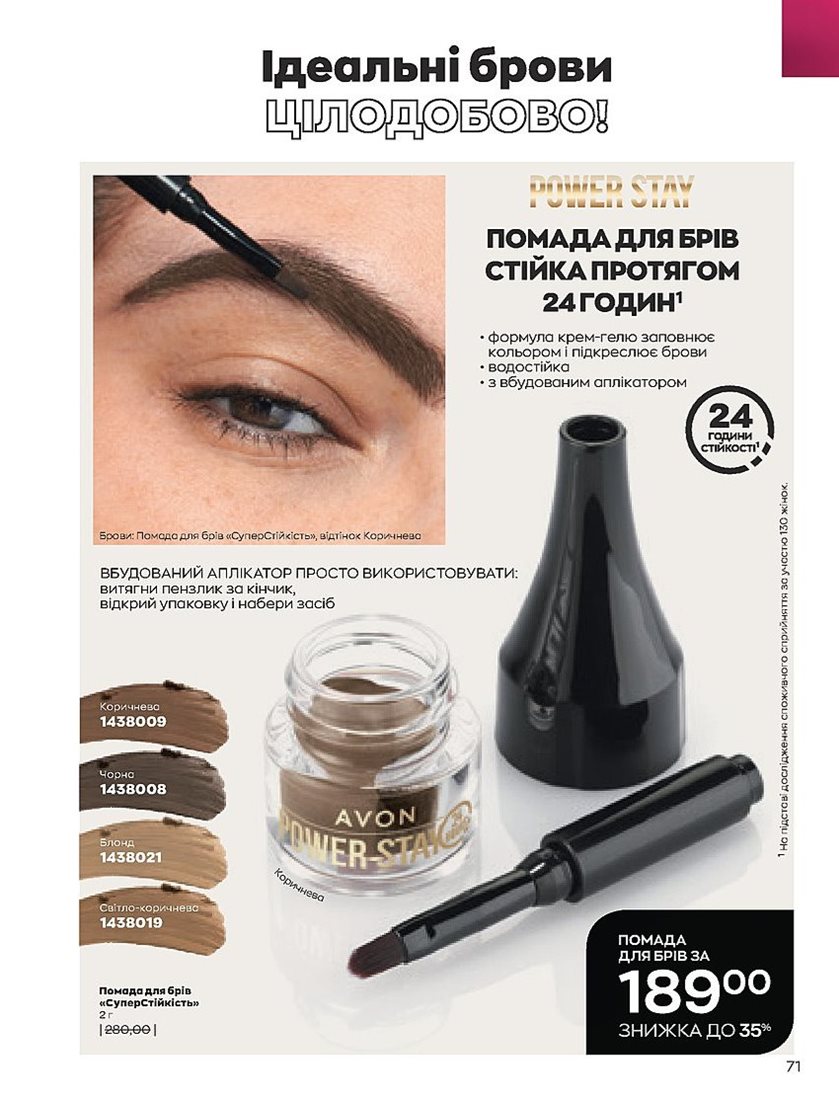 Ідеальні брови
ЦІЛОДОБОВО!
POWER STAY
ПОМАДА ДЛЯ БРІВ
СТІЙКА ПРОТЯГОМ
24 ГОДИН¹
• формула крем-гелю заповнює
кольором і підкреслює брови
• водостійка
• з вбудованим аплікатором
24
ГОДИНИ
СТІЙКОСТІ¹
Брови: Помада для брів «СуперСтійкість», відтінок Коричнева
ВБУДОВАНИЙ АПЛІКАТОР ПРОСТО ВИКОРИСТОВУВАТИ:
витягни пензлик за кінчик,
відкрий упаковку і набери засіб
Коричнева
1438009
Чорна
1438008
Блонд
1438021
Світло-коричнева
1438019
AVON
POWER STAY
Коричнева
¹ На підставі дослідження споживчого сприйняття за участю 130 жінок.
Помада для брів
«СуперСтійкість»
2 г
| 280,00 |
ПОМАДА
ДЛЯ БРІВ ЗА
189⁰⁰
ЗНИЖКА ДО 35%
71